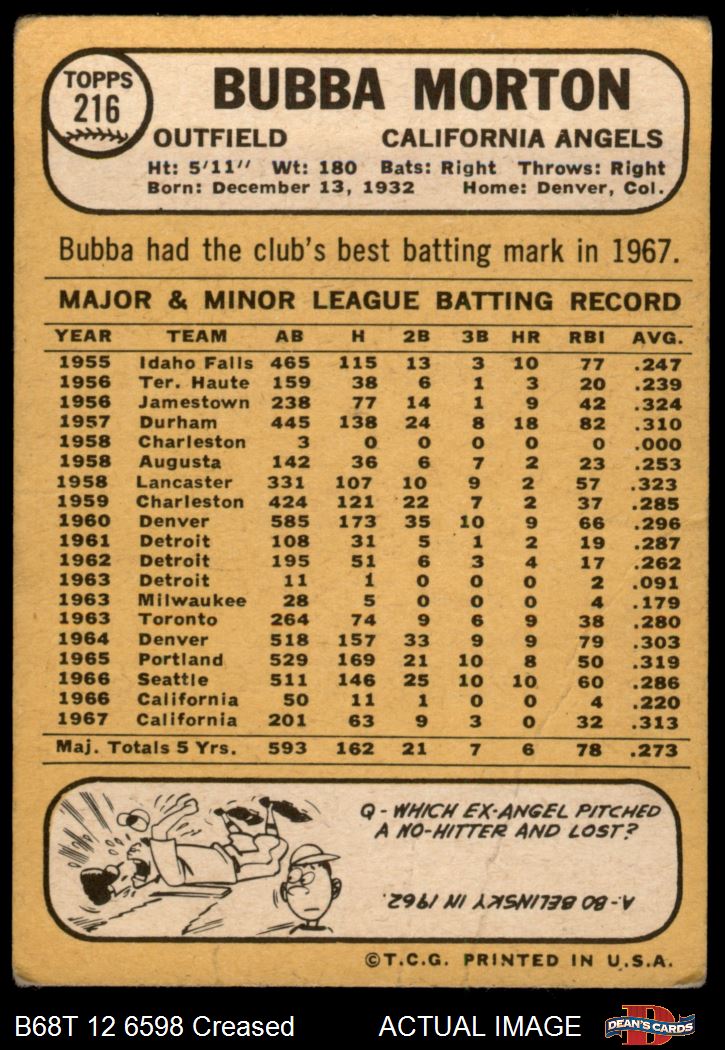 TOPPS
216
BUBBA MORTON
OUTFIELD CALIFORNIA ANGELS
Ht: 5'11" Wt: 180 Bats: Right Throws: Right
Born: December 13, 1932 Home: Denver, Col.
Bubba had the club's best batting mark in 1967.
MAJOR & MINOR LEAGUE BATTING RECORD
YEAR TEAM AB H 2B 3B HR RBI AVG.
1955 Idaho Falls 465 115 13 3 10 77 .247
1956 Ter. Haute 159 38 6 1 3 20 .239
1956 Jamestown 238 77 14 1 9 42 .324
1957 Durham 445 138 24 8 18 82 .310
1958 Charleston 3 0 0 0 0 0 .000
1958 Augusta 142 36 6 7 2 23 .253
1958 Lancaster 331 107 10 9 2 57 .323
1959 Charleston 424 121 22 7 2 37 .285
1960 Denver 585 173 35 10 9 66 .296
1961 Detroit 108 31 5 1 2 19 .287
1962 Detroit 195 51 6 3 4 17 .262
1963 Detroit 11 1 0 0 0 2 .091
1963 Milwaukee 28 5 0 0 0 4 .179
1963 Toronto 264 74 9 6 9 38 .280
1964 Denver 518 157 33 9 9 79 .303
1965 Portland 529 169 21 10 8 50 .319
1966 Seattle 511 146 25 10 10 60 .286
1966 California 50 11 1 0 0 4 .220
1967 California 201 63 9 3 0 32 .313
Maj. Totals 5 Yrs. 593 162 21 7 6 78 .273
Q - WHICH EX-ANGEL PITCHED
A NO-HITTER AND LOST?
A- BO BELINSKY IN 1962.
©T.C.G. PRINTED IN U.S.A.
B68T 12 6598 Creased ACTUAL IMAGE
D
DEAN'S CARDS